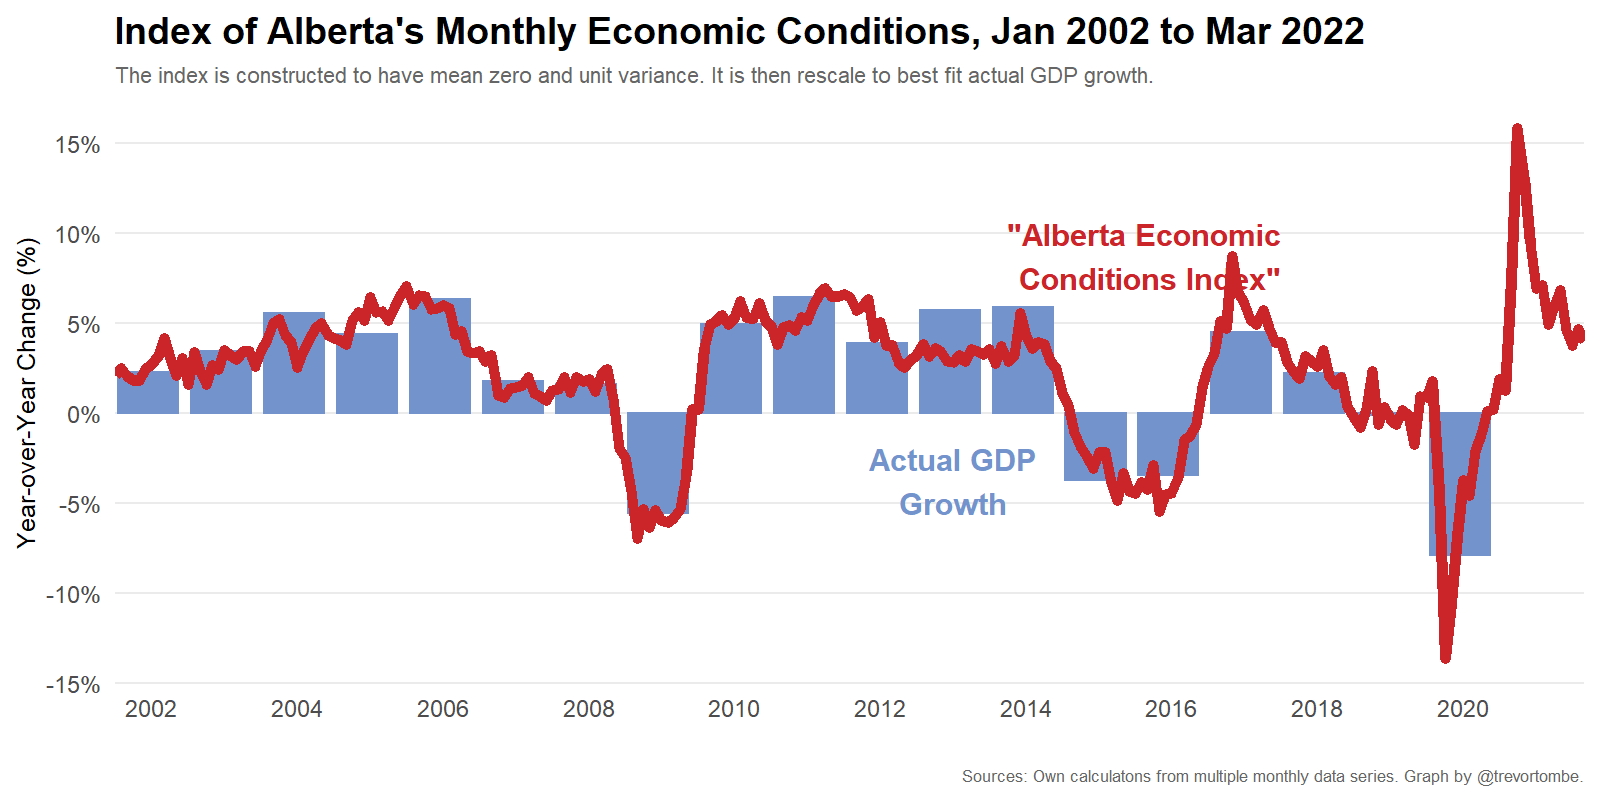 Index of Alberta's Monthly Economic Conditions, Jan 2002 to Mar 2022
The index is constructed to have mean zero and unit variance. It is then rescale to best fit actual GDP growth.
Year-over-Year Change (%)
15%
10%
5%
0%
-5%
-10%
-15%
"Alberta Economic
Conditions Index"
Actual GDP
Growth
2002
2004
2006
2008
2010
2012
2014
2016
2018
2020
Sources: Own calculatons from multiple monthly data series. Graph by @trevortombe.